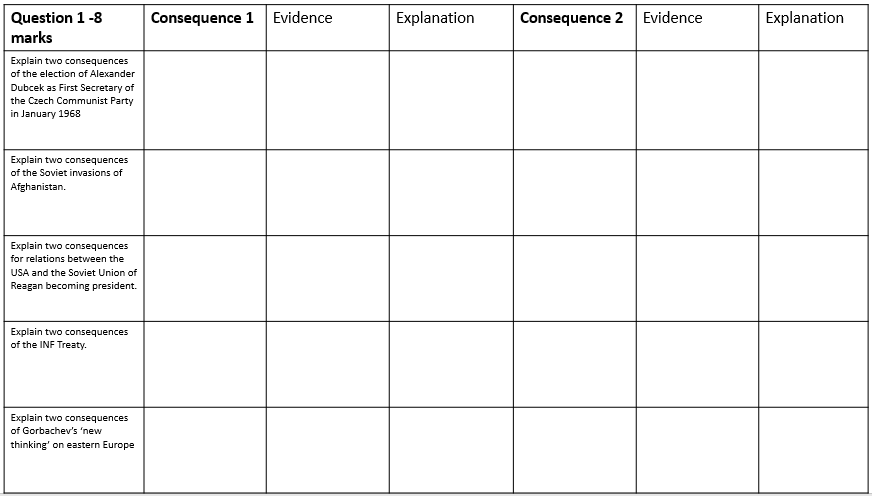 Question 1 -8 marks
Consequence 1
Evidence
Explanation
Consequence 2
Evidence
Explanation
Explain two consequences
of the election of Alexander
Dubcek as First Secretary of
the Czech Communist Party
in January 1968
Explain two consequences
of the Soviet invasions of
Afghanistan.
Explain two consequences
for relations between the
USA and the Soviet Union of
Reagan becoming president.
Explain two consequences
of the INF Treaty.
Explain two consequences
of Gorbachev's 'new
thinking' on eastern Europe